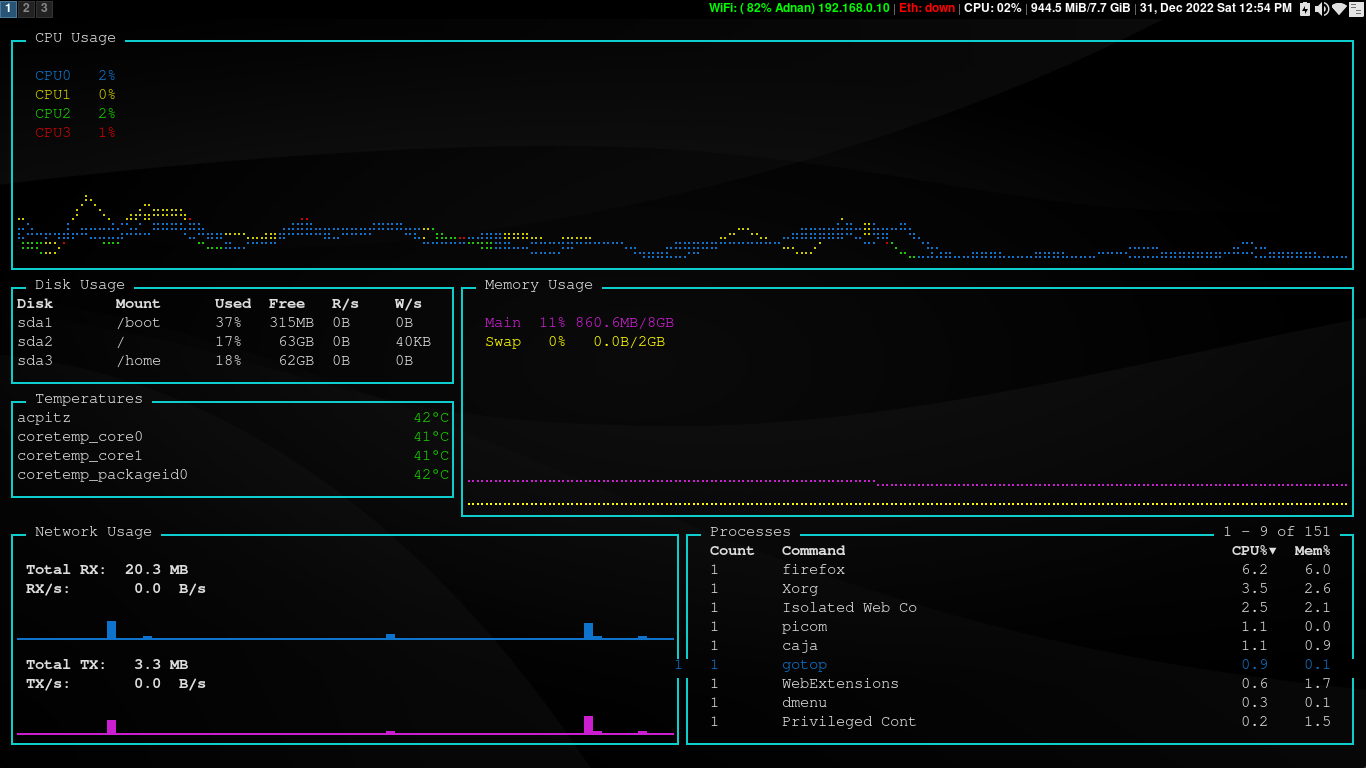 1 2 3 WiFi: ( 82% Adnan) 192.168.0.10 | Eth: down | CPU: 02% | 944.5 MiB/7.7 GiB | 31, Dec 2022 Sat 12:54 PM
CPU Usage
CPU0 2%
CPU1 0%
CPU2 2%
CPU3 1%
Disk Usage
Disk Mount Used Free R/s W/s
sda1 /boot 37% 315MB 0B 0B
sda2 / 17% 63GB 0B 40KB
sda3 /home 18% 62GB 0B 0B
Memory Usage
Main 11% 860.6MB/8GB
Swap 0% 0.0B/2GB
Temperatures
acpitz 42°C
coretemp_core0 41°C
coretemp_core1 41°C
coretemp_packageid0 42°C
Network Usage
Total RX: 20.3 MB
RX/s: 0.0 B/s
Total TX: 3.3 MB
TX/s: 0.0 B/s
Processes 1 - 9 of 151
Count Command CPU%▼ Mem%
1 firefox 6.2 6.0
1 Xorg 3.5 2.6
1 Isolated Web Co 2.5 2.1
1 picom 1.1 0.0
1 caja 1.1 0.9
1 1 gotop 0.9 0.1
1 WebExtensions 0.6 1.7
1 dmenu 0.3 0.1
1 Privileged Cont 0.2 1.5